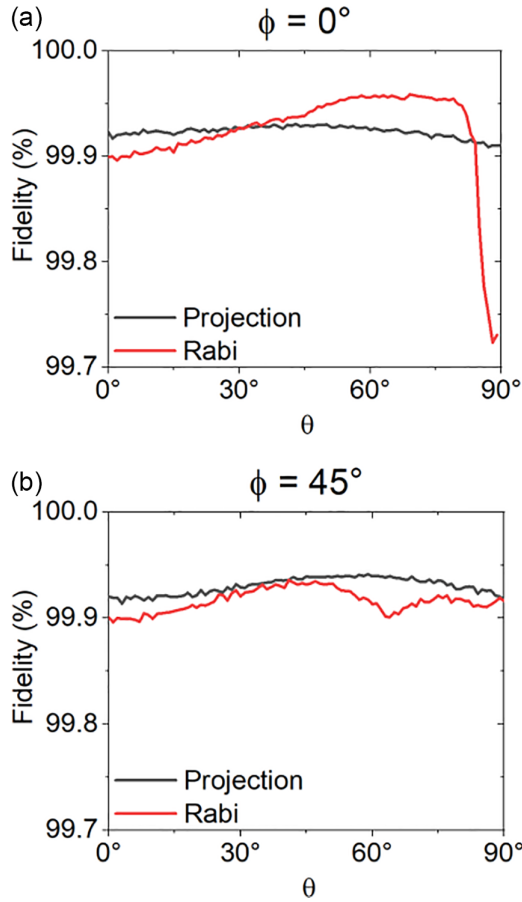 (a)
ϕ = 0°
100.0
99.9
99.8
99.7
Fidelity (%)
Projection
Rabi
0° 30° 60° 90°
θ
(b)
ϕ = 45°
100.0
99.9
99.8
99.7
Fidelity (%)
Projection
Rabi
0° 30° 60° 90°
θ